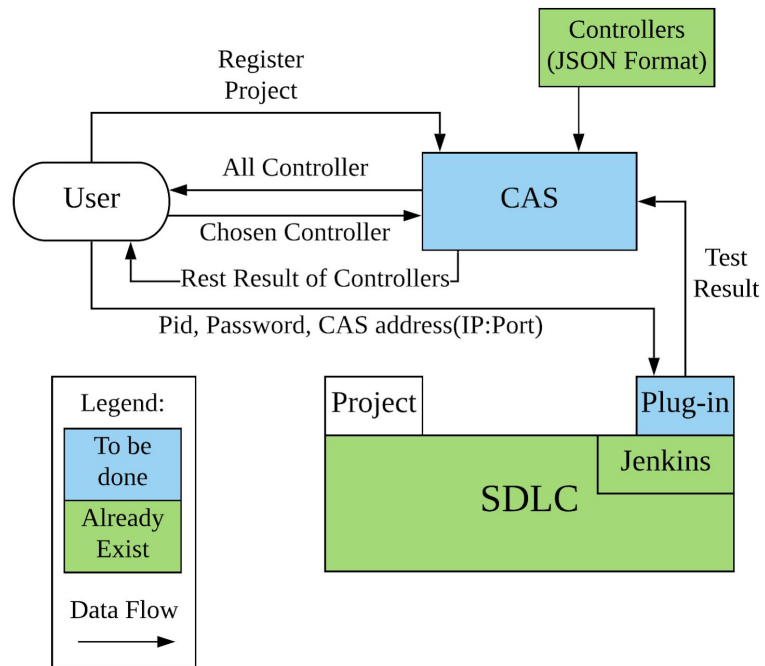 Controllers
(JSON Format)
Register
Project
All Controller
User
CAS
Chosen Controller
Rest Result of Controllers
Test
Result
Pid, Password, CAS address(IP:Port)
Legend:
To be
done
Already
Exist
Data Flow
Project
Plug-in
Jenkins
SDLC